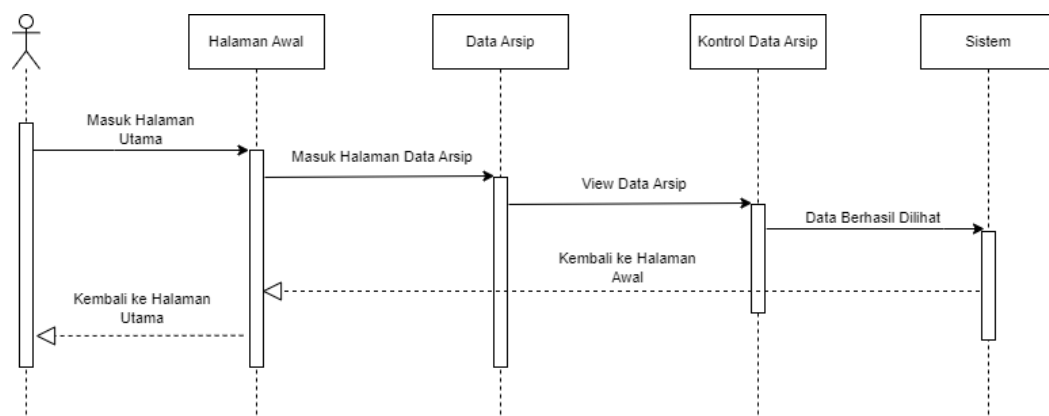 Halaman Awal
Data Arsip
Kontrol Data Arsip
Sistem
Masuk Halaman
Utama
Masuk Halaman Data Arsip
View Data Arsip
Data Berhasil Dilihat
Kembali ke Halaman
Awal
Kembali ke Halaman
Utama